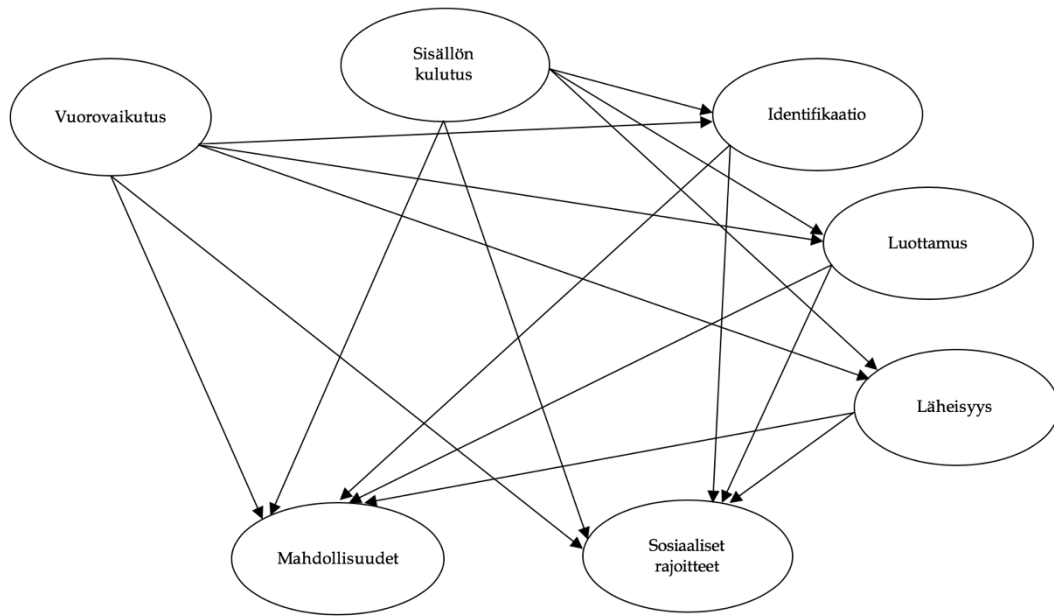 Sisällön
kulutus
Vuorovaikutus
Identifikaatio
Luottamus
Läheisyys
Mahdollisuudet
Sosiaaliset
rajoitteet